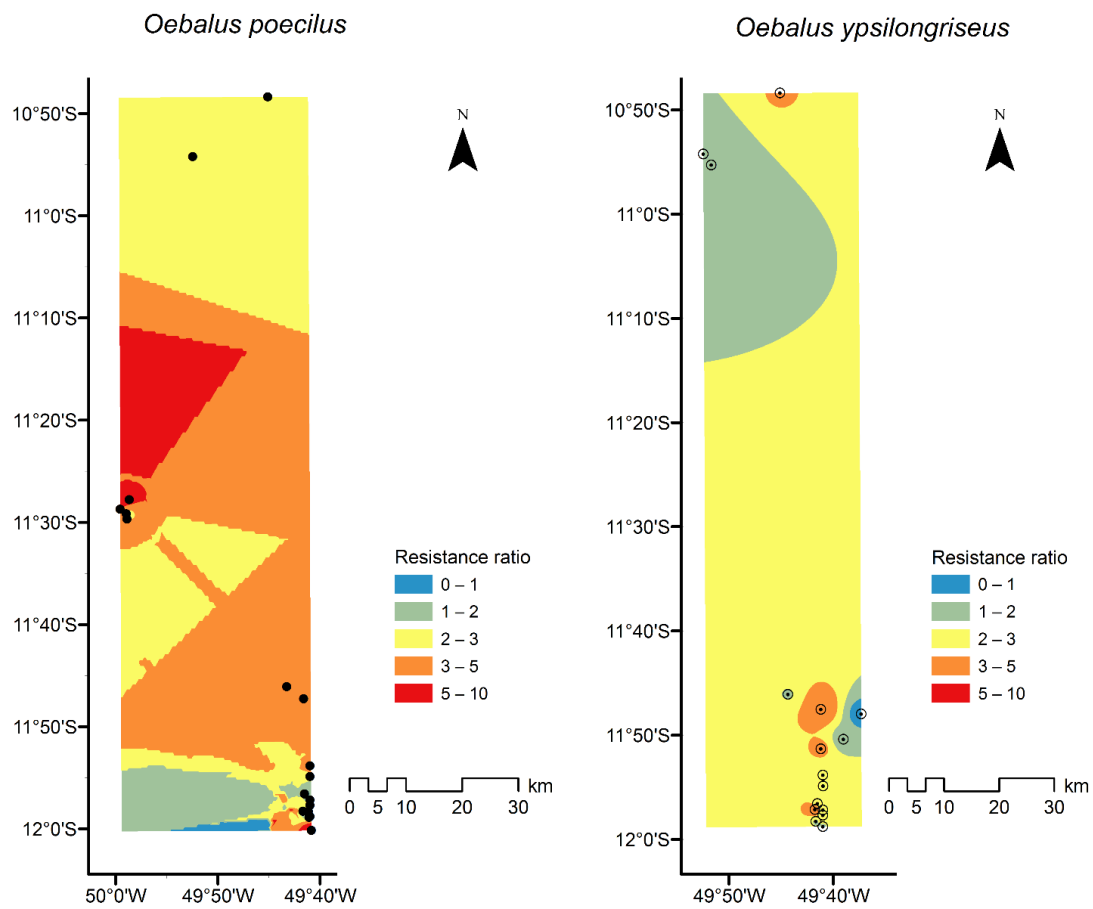 Oebalus poecilus
N
10°50'S
11°0'S
11°10'S
11°20'S
11°30'S
11°40'S
11°50'S
12°0'S
50°0'W 49°50'W 49°40'W
Resistance ratio
0 – 1
1 – 2
2 – 3
3 – 5
5 – 10
0 5 10 20 30 km
Oebalus ypsilongriseus
N
10°50'S
11°0'S
11°10'S
11°20'S
11°30'S
11°40'S
11°50'S
12°0'S
49°50'W 49°40'W
Resistance ratio
0 – 1
1 – 2
2 – 3
3 – 5
5 – 10
0 5 10 20 30 km